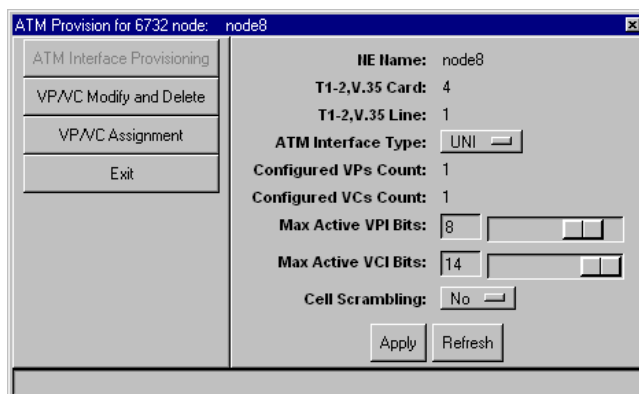 ATM Provision for 6732 node: node8
ATM Interface Provisioning
VP/VC Modify and Delete
VP/VC Assignment
Exit
NE Name: node8
T1-2,V.35 Card: 4
T1-2,V.35 Line: 1
ATM Interface Type: UNI
Configured VPs Count: 1
Configured VCs Count: 1
Max Active VPI Bits: 8
Max Active VCI Bits: 14
Cell Scrambling: No
Apply Refresh